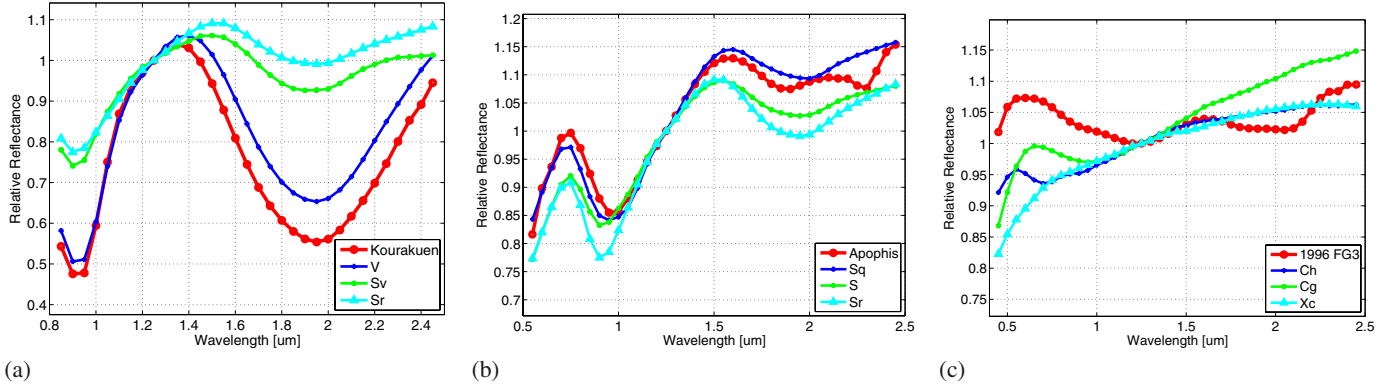 1.1
1
0.9
0.8
0.7
0.6
0.5
0.4
0.8 1 1.2 1.4 1.6 1.8 2 2.2 2.4
Relative Reflectance
Wavelength [um]
Kourakuen
V
Sv
Sr
(a)
1.2
1.15
1.1
1.05
1
0.95
0.9
0.85
0.8
0.75
0.7
0.5 1 1.5 2 2.5
Relative Reflectance
Wavelength [um]
Apophis
Sq
S
Sr
(b)
1.15
1.1
1.05
1
0.95
0.9
0.85
0.8
0.75
0.5 1 1.5 2 2.5
Relative Reflectance
Wavelength [um]
1996 FG3
Ch
Cg
Xc
(c)